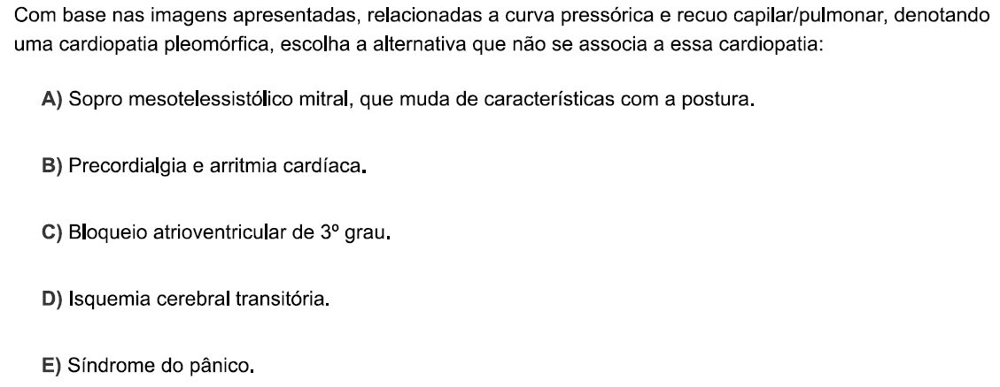 Com base nas imagens apresentadas, relacionadas a curva pressórica e recuo capilar/pulmonar, denotando
uma cardiopatia pleomórfica, escolha a alternativa que não se associa a essa cardiopatia:
A) Sopro mesotelessistólico mitral, que muda de características com a postura.
B) Precordialgia e arritmia cardíaca.
C) Bloqueio atrioventricular de 3º grau.
D) Isquemia cerebral transitória.
E) Síndrome do pânico.